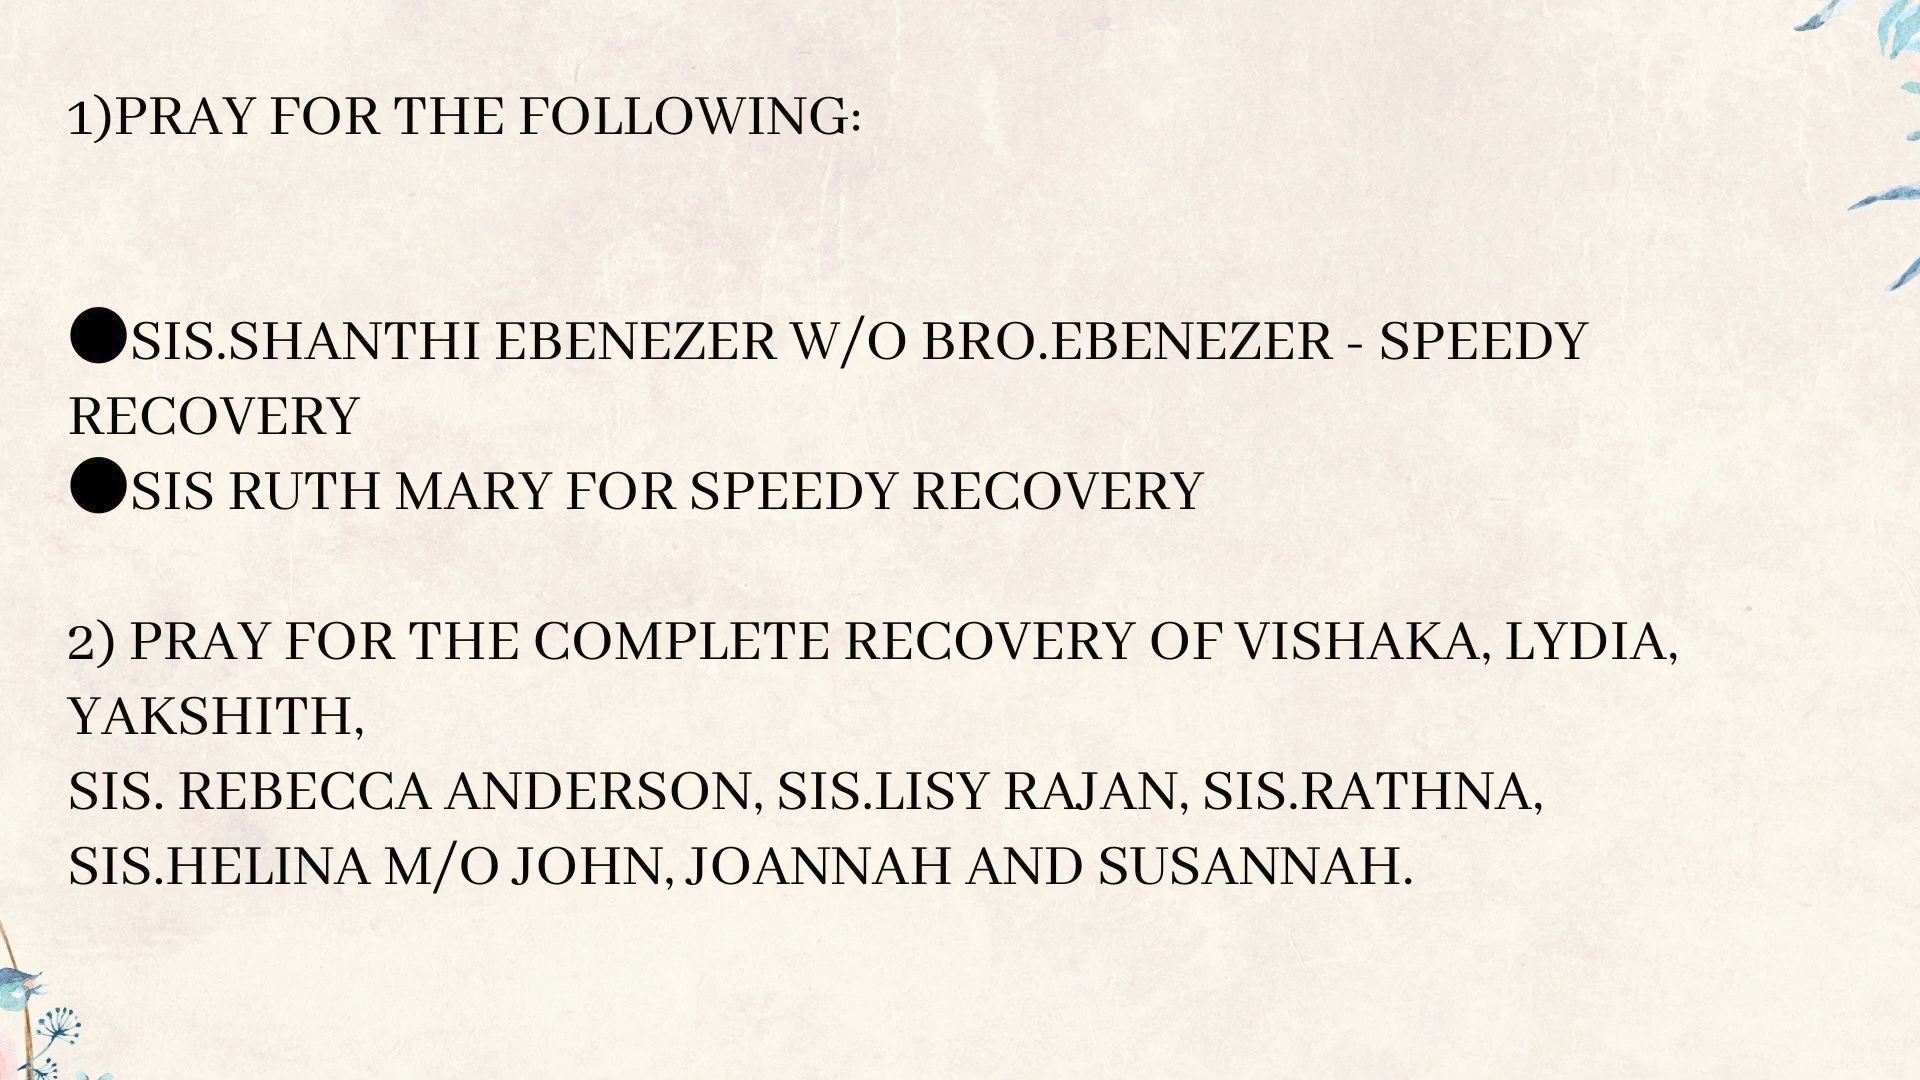 1)PRAY FOR THE FOLLOWING:
●SIS.SHANTHI EBENEZER W/O BRO.EBENEZER - SPEEDY
RECOVERY
●SIS RUTH MARY FOR SPEEDY RECOVERY
2) PRAY FOR THE COMPLETE RECOVERY OF VISHAKA, LYDIA,
YAKSHITH,
SIS. REBECCA ANDERSON, SIS.LISY RAJAN, SIS.RATHNA,
SIS.HELINA M/O JOHN, JOANNAH AND SUSANNAH.